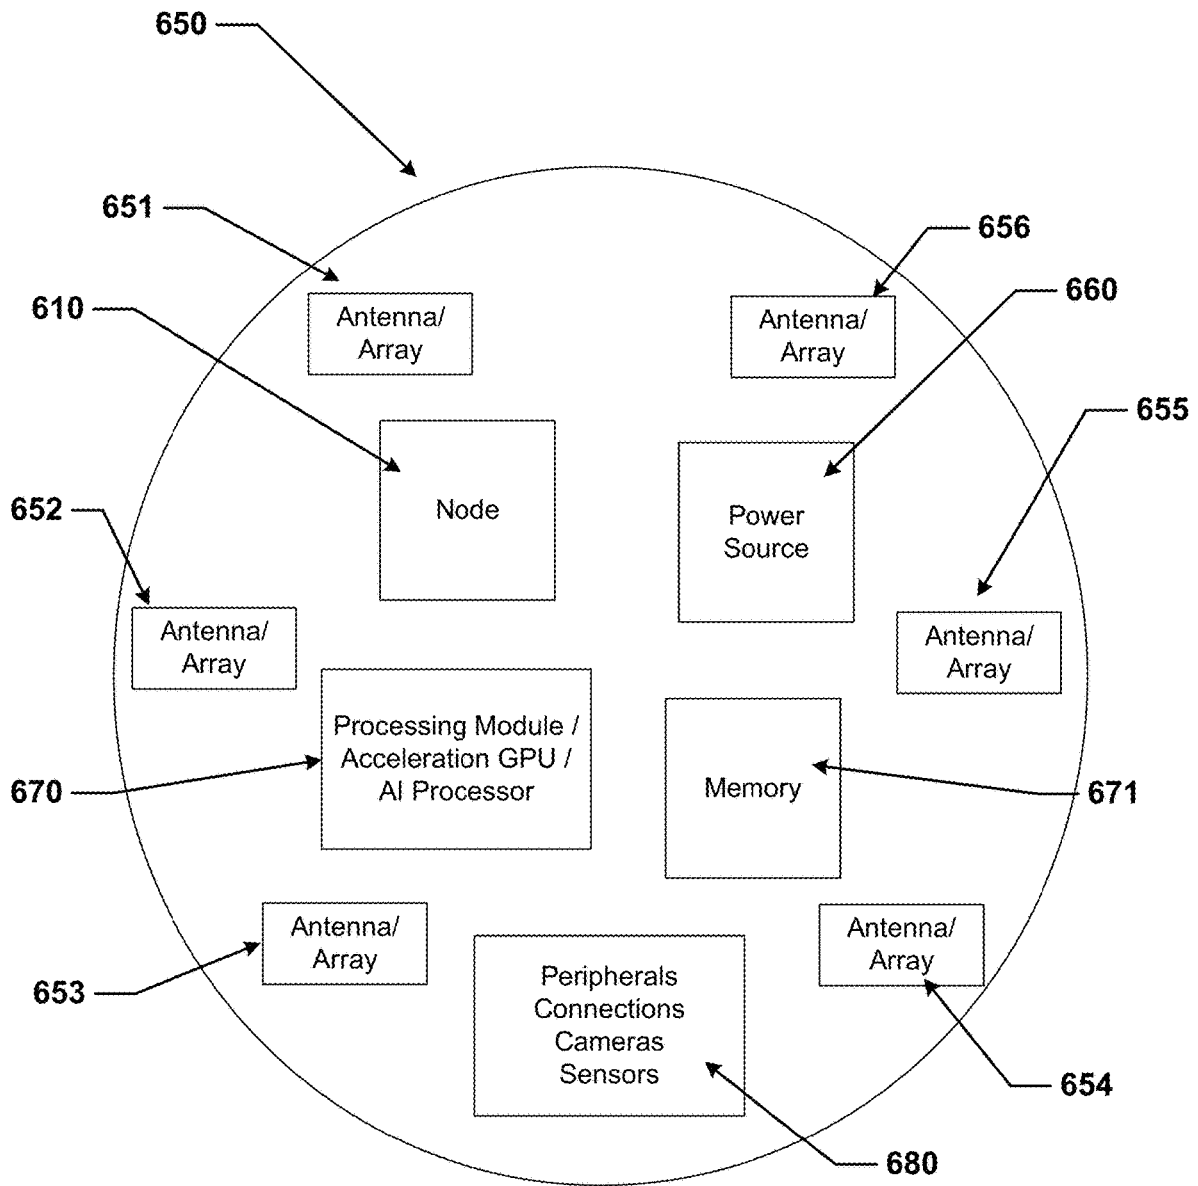 650
651
656
Antenna/
Array
610
Antenna/
Array
660
655
Node
652
Power
Source
Antenna/
Array
Antenna/
Array
Processing Module /
Acceleration GPU /
AI Processor
670
Memory
671
Antenna/
Array
653
Antenna/
Array
Peripherals
Connections
Cameras
Sensors
654
680